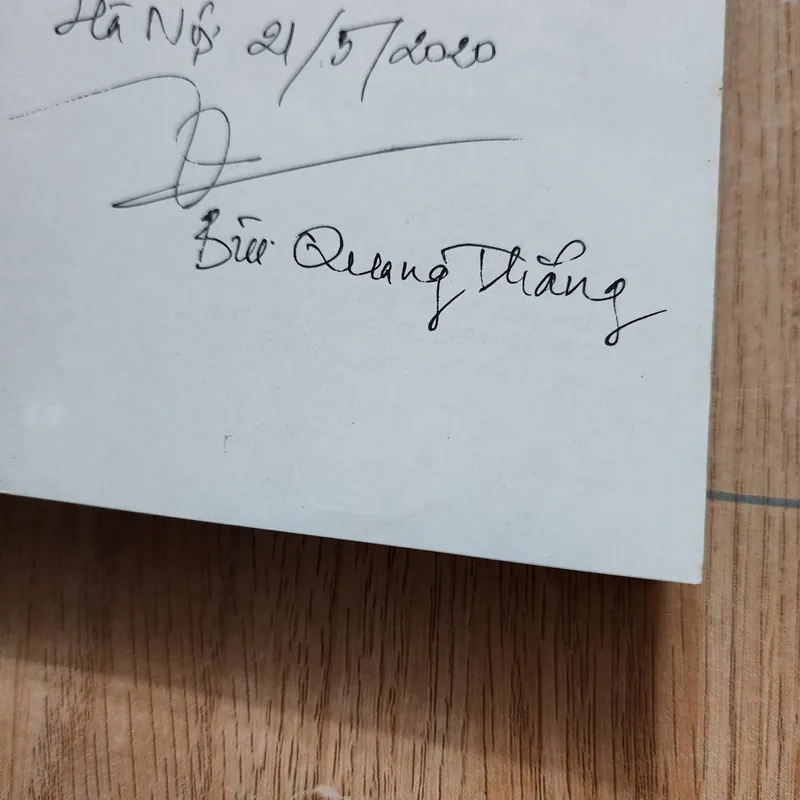 Hà Nội 21/5/2020
Bùi Quang Thắng